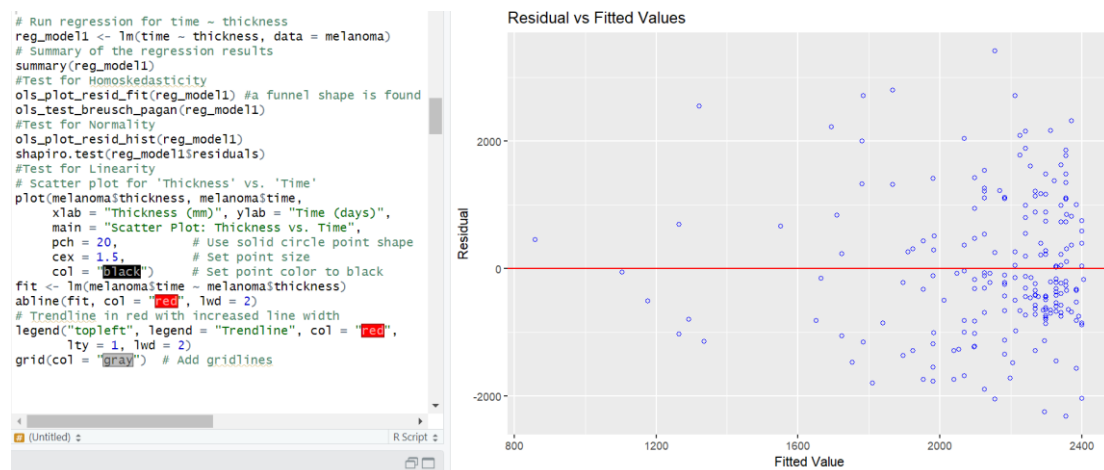 # Run regression for time ~ thickness
reg_model1 <- lm(time ~ thickness, data = melanoma)
# Summary of the regression results
summary(reg_model1)
#Test for Homoskedasticity
ols_plot_resid_fit(reg_model1) #a funnel shape is found
ols_test_breusch_pagan(reg_model1)
#Test for Normality
ols_plot_resid_hist(reg_model1)
shapiro.test(reg_model1$residuals)
#Test for Linearity
# Scatter plot for 'Thickness' vs. 'Time'
plot(melanoma$thickness, melanoma$time,
xlab = "Thickness (mm)", ylab = "Time (days)",
main = "Scatter Plot: Thickness vs. Time",
pch = 20, # Use solid circle point shape
cex = 1.5, # Set point size
col = "black") # Set point color to black
fit <- lm(melanoma$time ~ melanoma$thickness)
abline(fit, col = "red", lwd = 2)
# Trendline in red with increased line width
legend("topleft", legend = "Trendline", col = "red",
lty = 1, lwd = 2)
grid(col = "gray") # Add gridlines
(Untitled)
R Script
Residual vs Fitted Values
Residual
2000
0
-2000
800
1200
1600
2000
2400
Fitted Value